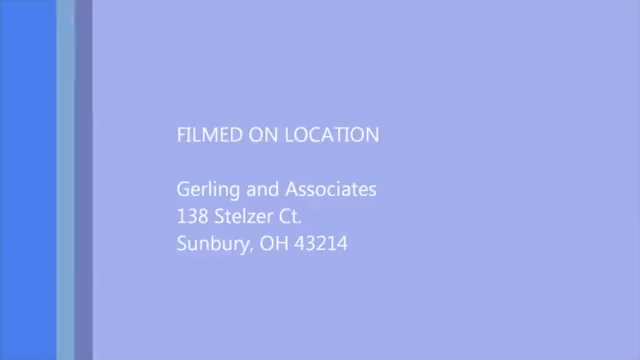 FILMED ON LOCATION
Gerling and Associates
138 Stelzer Ct.
Sunbury, OH 43214